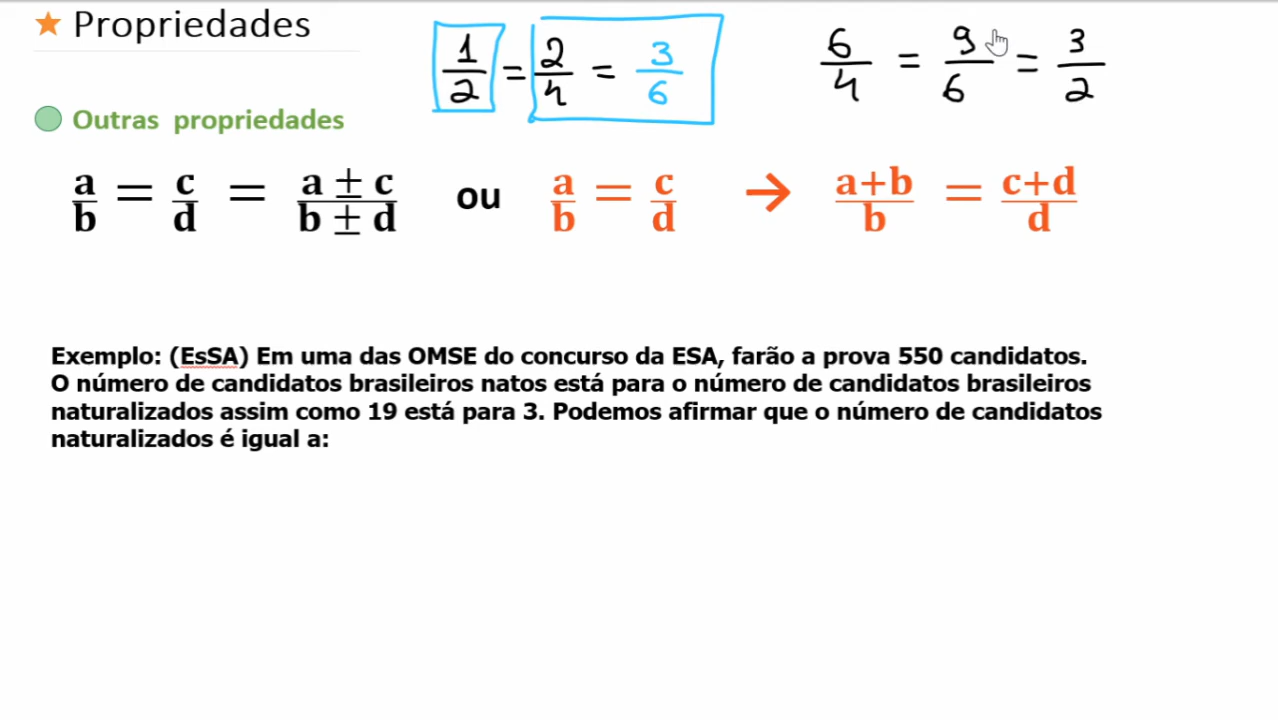 Propriedades
1/2 = 2/4 = 3/6
6/4 = 9/6 = 3/2
Outras propriedades
a/b = c/d = a ± c/b ± d ou a/b = c/d → a+b/b = c+d/d
Exemplo: (EsSA) Em uma das OMSE do concurso da ESA, farão a prova 550 candidatos.
O número de candidatos brasileiros natos está para o número de candidatos brasileiros
naturalizados assim como 19 está para 3. Podemos afirmar que o número de candidatos
naturalizados é igual a: